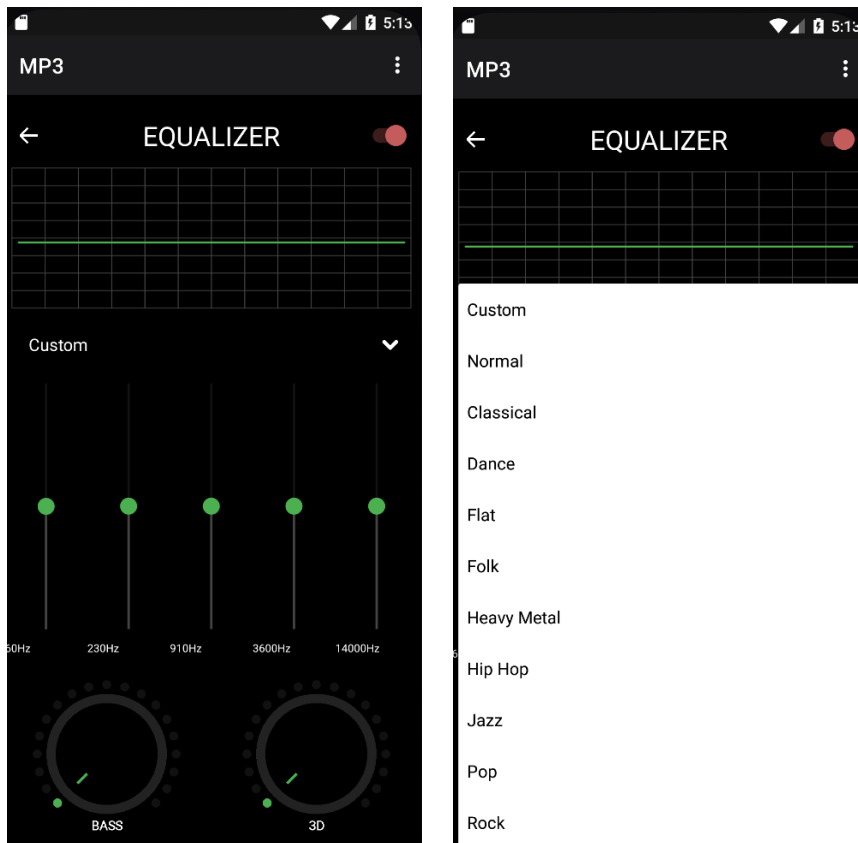 5:13
MP3
EQUALIZER
Custom
60Hz 230Hz 910Hz 3600Hz 14000Hz
BASS 3D
5:13
MP3
EQUALIZER
Custom
Normal
Classical
Dance
Flat
Folk
Heavy Metal
Hip Hop
Jazz
Pop
Rock